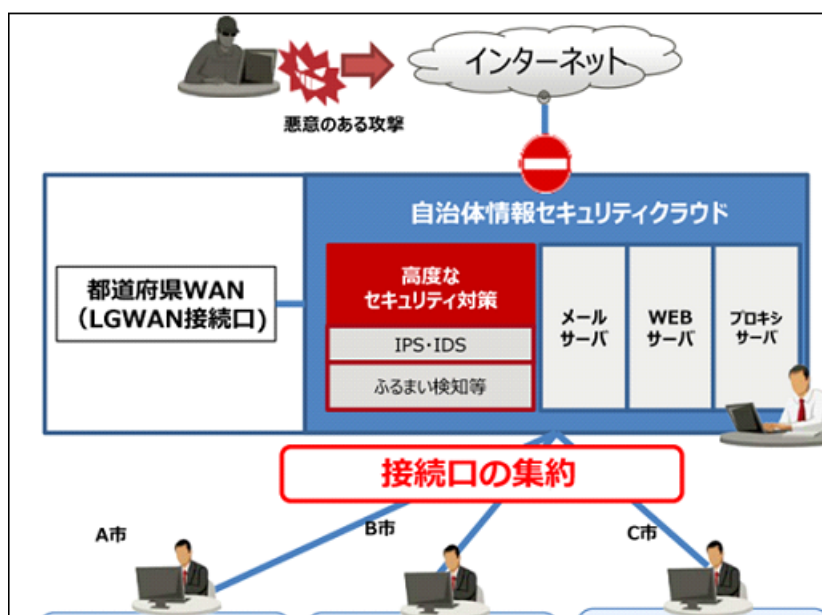 インターネット
悪意のある攻撃
自治体情報セキュリティクラウド
都道府県WAN
（LGWAN接続口)
高度な
セキュリティ対策
IPS・IDS
ふるまい検知等
メール
サーバ
WEB
サーバ
プロキシ
サーバ
接続口の集約
A市
B市
C市